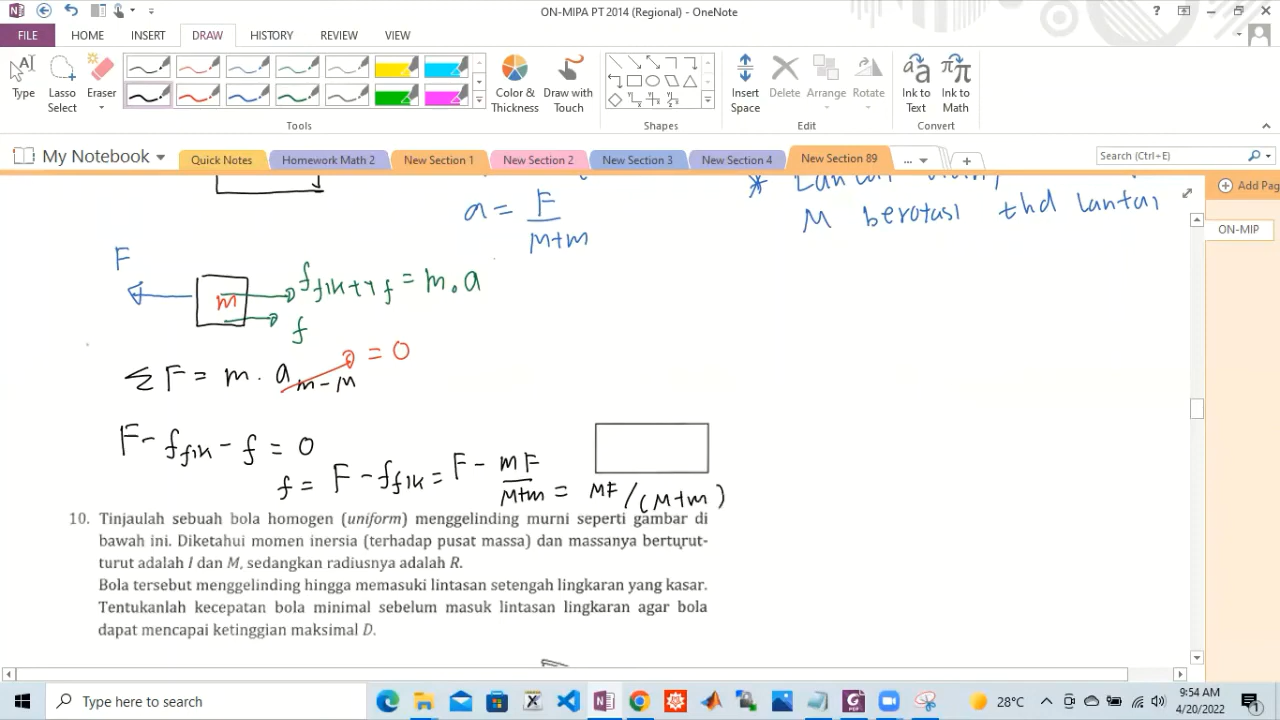 ON-MIPA PT 2014 (Regional) - OneNote
FILE HOME INSERT DRAW HISTORY REVIEW VIEW
Type Lasso Select Eraser Color & Thickness Draw with Touch Insert Space Delete Arrange Rotate Ink to Text Ink to Math
Tools Shapes Edit Convert
My Notebook Quick Notes Homework Math 2 New Section 1 New Section 2 New Section 3 New Section 4 New Section 89 ... Search (Ctrl+E)
Add Pag
ON-MIP
a = F / M+m
M berotasi thd lantai
F
m
f fik = m . a
f
Σ F = m . a m-M = 0
F - f fik - f = 0
f = F - f fik = F - mF / M+m = MF / (M+m)
10. Tinjaulah sebuah bola homogen (uniform) menggelinding murni seperti gambar di
bawah ini. Diketahui momen inersia (terhadap pusat massa) dan massanya berturut-
turut adalah I dan M, sedangkan radiusnya adalah R.
Bola tersebut menggelinding hingga memasuki lintasan setengah lingkaran yang kasar.
Tentukanlah kecepatan bola minimal sebelum masuk lintasan lingkaran agar bola
dapat mencapai ketinggian maksimal D.
Type here to search
28°C
9:54 AM
4/20/2022